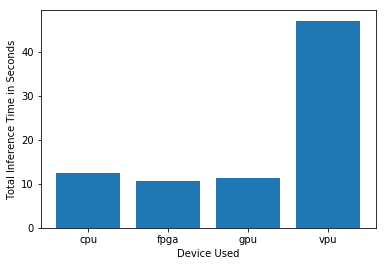 Total Inference Time in Seconds
40
30
20
10
0
cpu fpga gpu vpu
Device Used